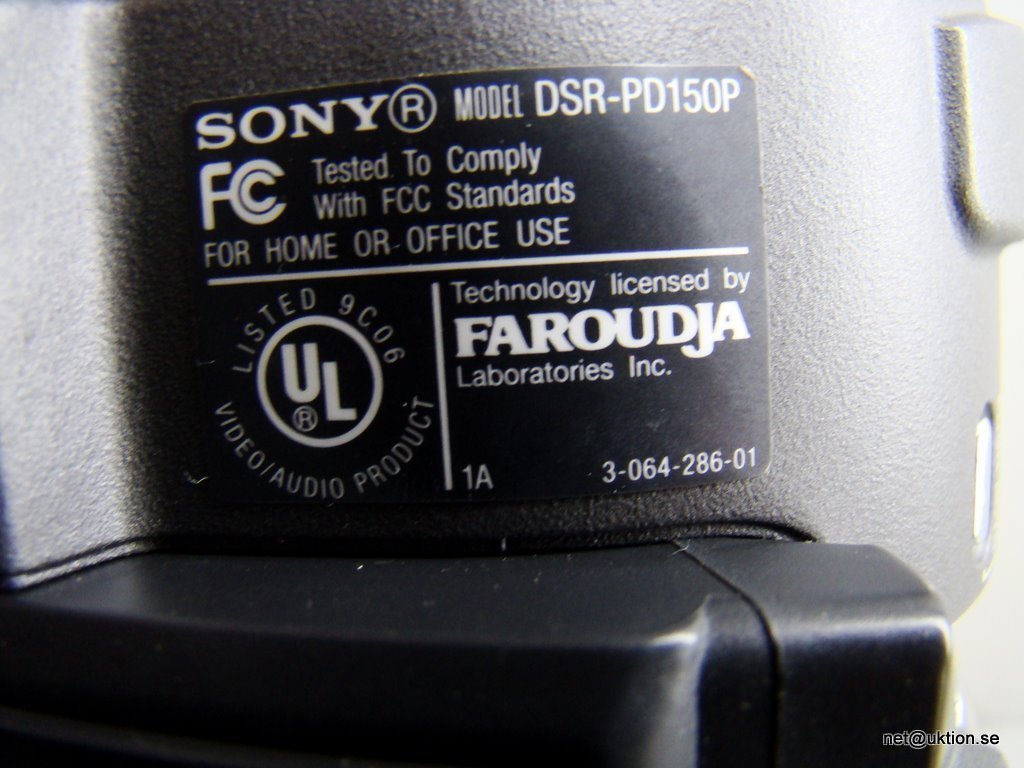 SONY® MODEL DSR-PD150P
FC Tested To Comply
With FCC Standards
FOR HOME OR OFFICE USE
LISTED 9C06
UL®
VIDEO/AUDIO PRODUCT
Technology licensed by
FAROUDJA
Laboratories Inc.
1A 3-064-286-01
net@uktion.se